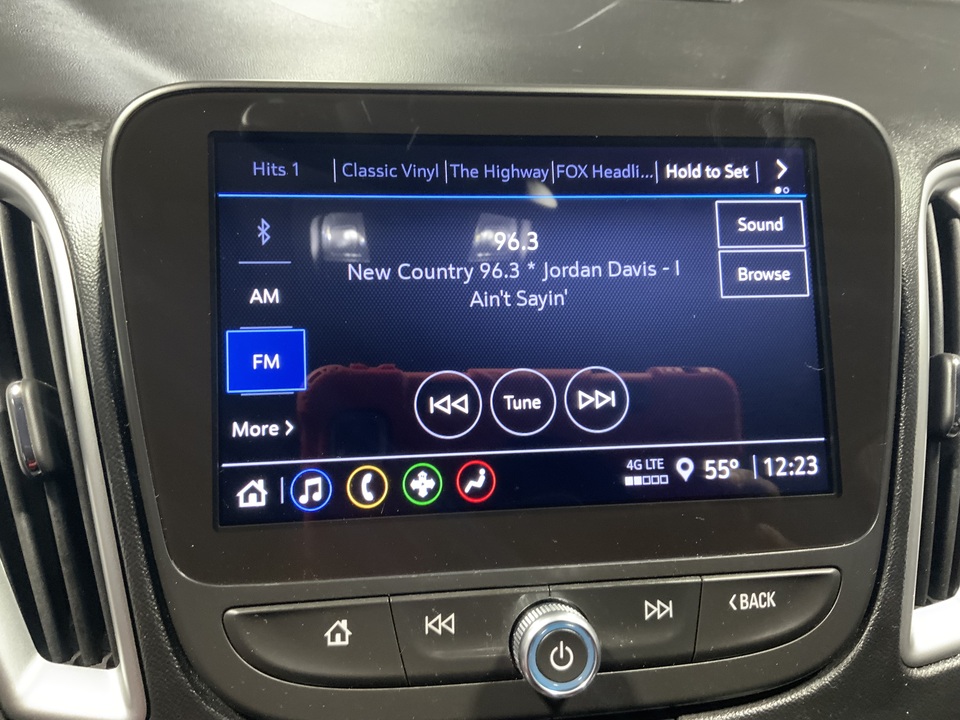 Hits 1 | Classic Vinyl | The Highway | FOX Headli... | Hold to Set |
Sound
96.3
New Country 96.3 * Jordan Davis - I
Browse
AM
Ain't Sayin'
FM
Tune
More >
4G LTE
55° | 12:23
< BACK